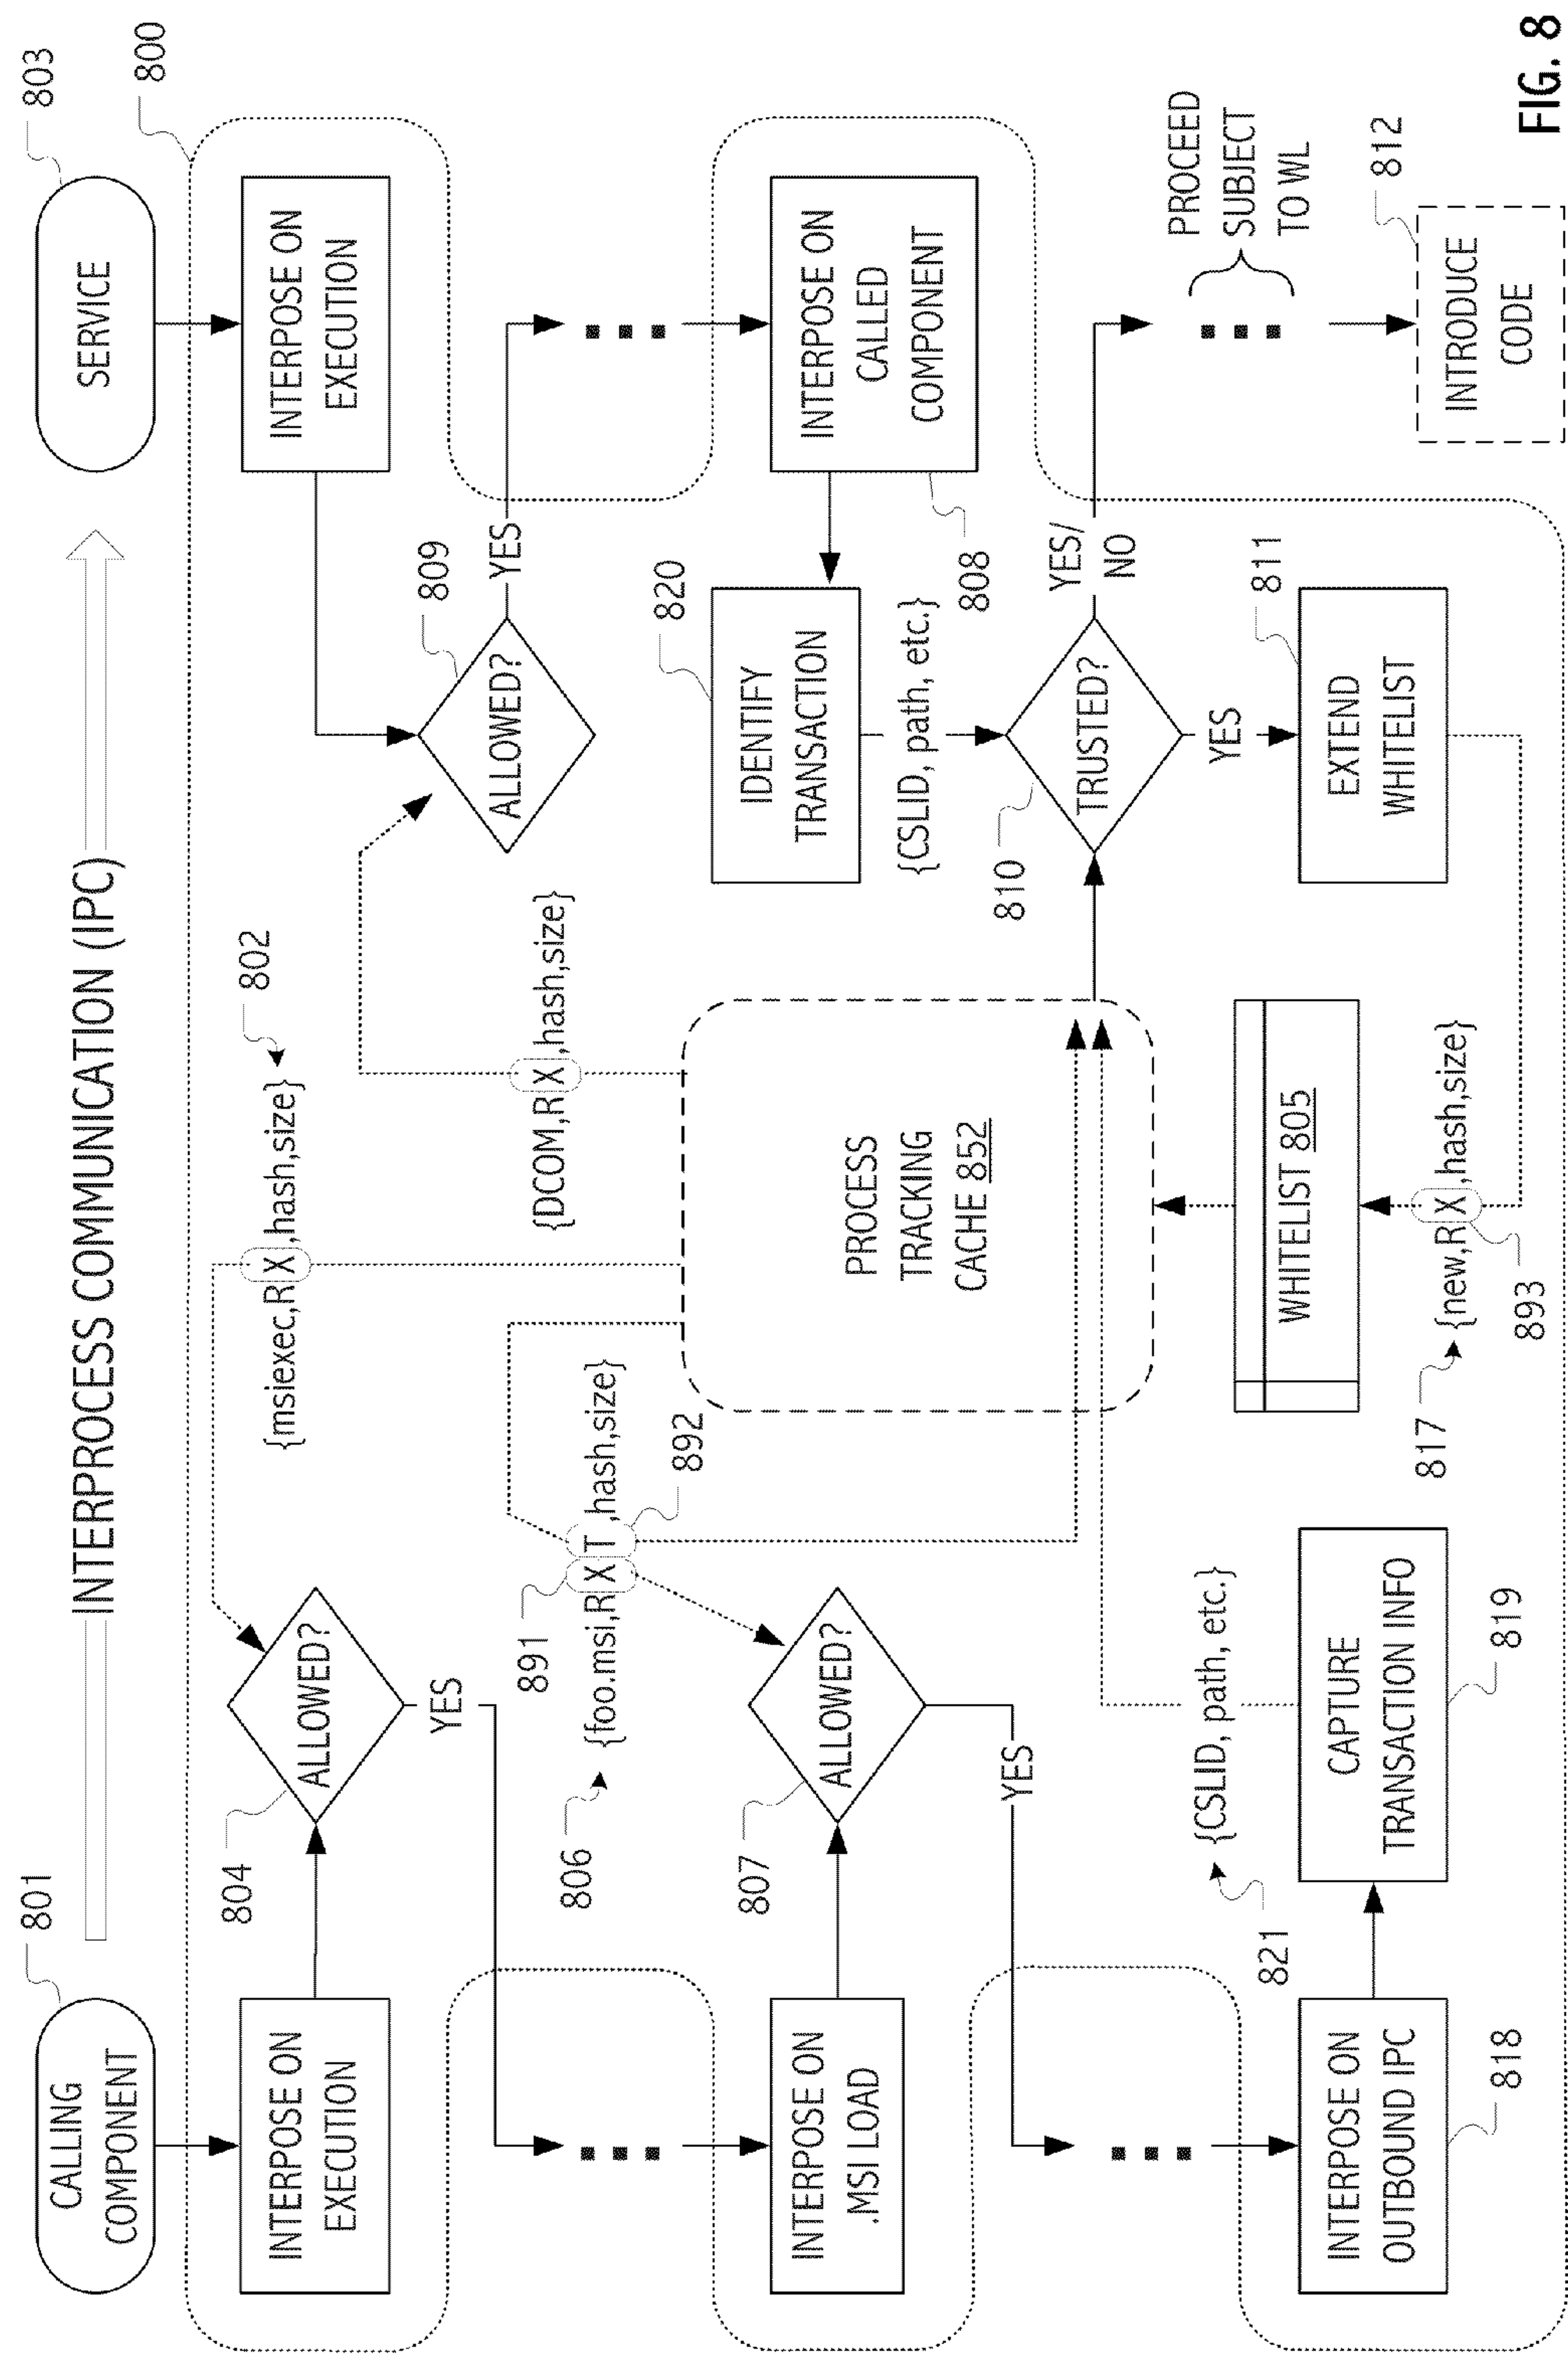 INTERPROCESS COMMUNICATION (IPC)
801
CALLING
COMPONENT
803
SERVICE
800
INTERPOSE ON
EXECUTION
804
ALLOWED?
YES
{msiexec,R X ,hash,size}
802
INTERPOSE ON
EXECUTION
809
ALLOWED?
YES
{DCOM,R X ,hash,size}
806
{foo.msi,R X T ,hash,size}
891
892
INTERPOSE ON
.MSI LOAD
807
ALLOWED?
YES
PROCESS
TRACKING
CACHE 852
820
IDENTIFY
TRANSACTION
{CSLID, path, etc.}
INTERPOSE ON
CALLED
COMPONENT
808
810
TRUSTED?
YES/
NO
YES
PROCEED
SUBJECT
TO WL
821
{CSLID, path, etc.}
INTERPOSE ON
OUTBOUND IPC
818
CAPTURE
TRANSACTION INFO
819
WHITELIST 805
817
{new,R X ,hash,size}
893
811
EXTEND
WHITELIST
812
INTRODUCE
CODE
FIG. 8